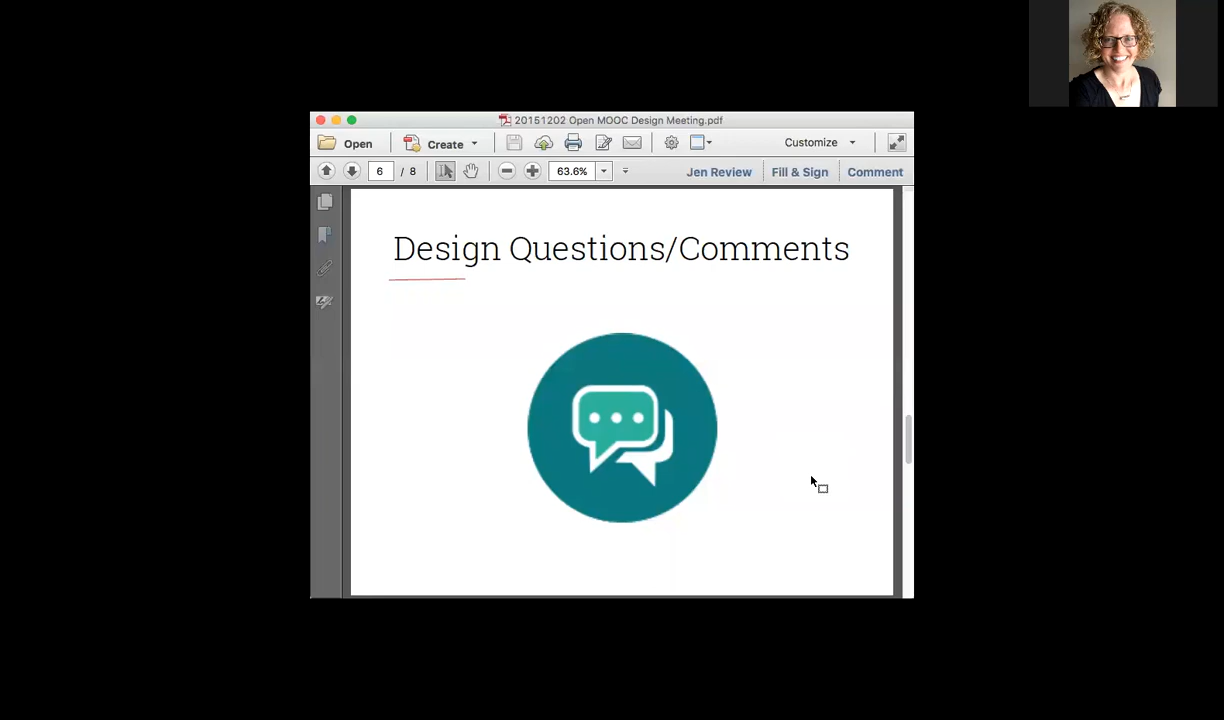 20151202 Open MOOC Design Meeting.pdf
Open Create Customize
6 / 8 63.6% Jen Review Fill & Sign Comment
Design Questions/Comments